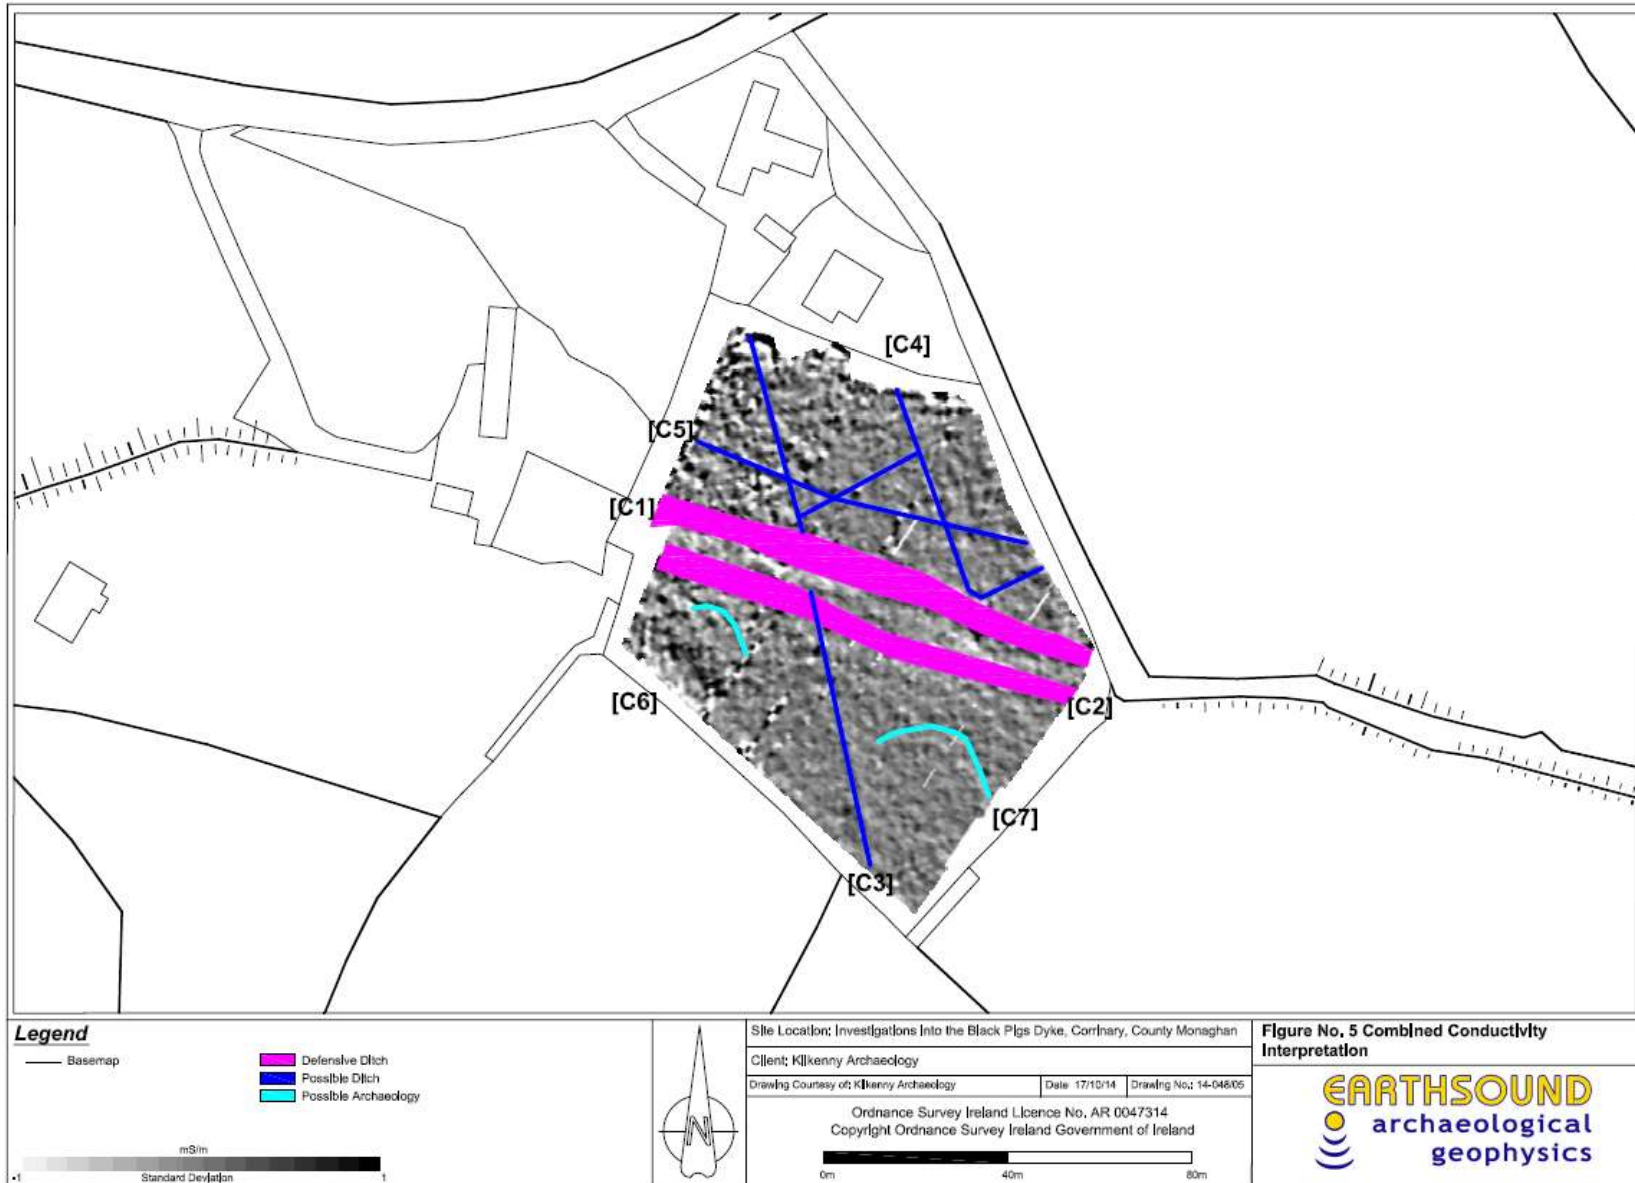 [C4]
[C5]
[C1]
[C6]
[C2]
[C7]
[C3]
Legend
Basemap
Defensive Ditch
Possible Ditch
Possible Archaeology
mS/m
-1
Standard Deviation
1
N
Site Location: Investigations into the Black Pigs Dyke, Corrinary, County Monaghan
Client: Kilkenny Archaeology
Drawing Courtesy of: Kilkenny Archaeology
Date 17/10/14
Drawing No.: 14-048/05
Ordnance Survey Ireland Licence No. AR 0047314
Copyright Ordnance Survey Ireland Government of Ireland
0m
40m
80m
Figure No. 5 Combined Conductivity
Interpretation
EARTHSOUND
archaeological
geophysics